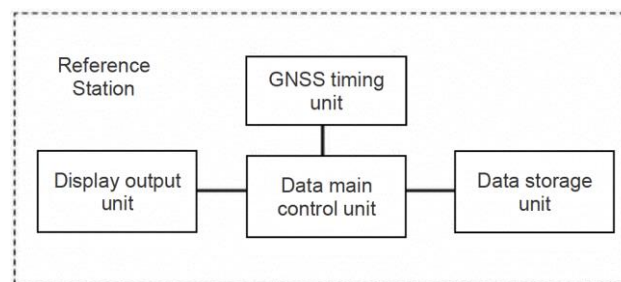 Reference
Station
GNSS timing
unit
Display output
unit
Data main
control unit
Data storage
unit